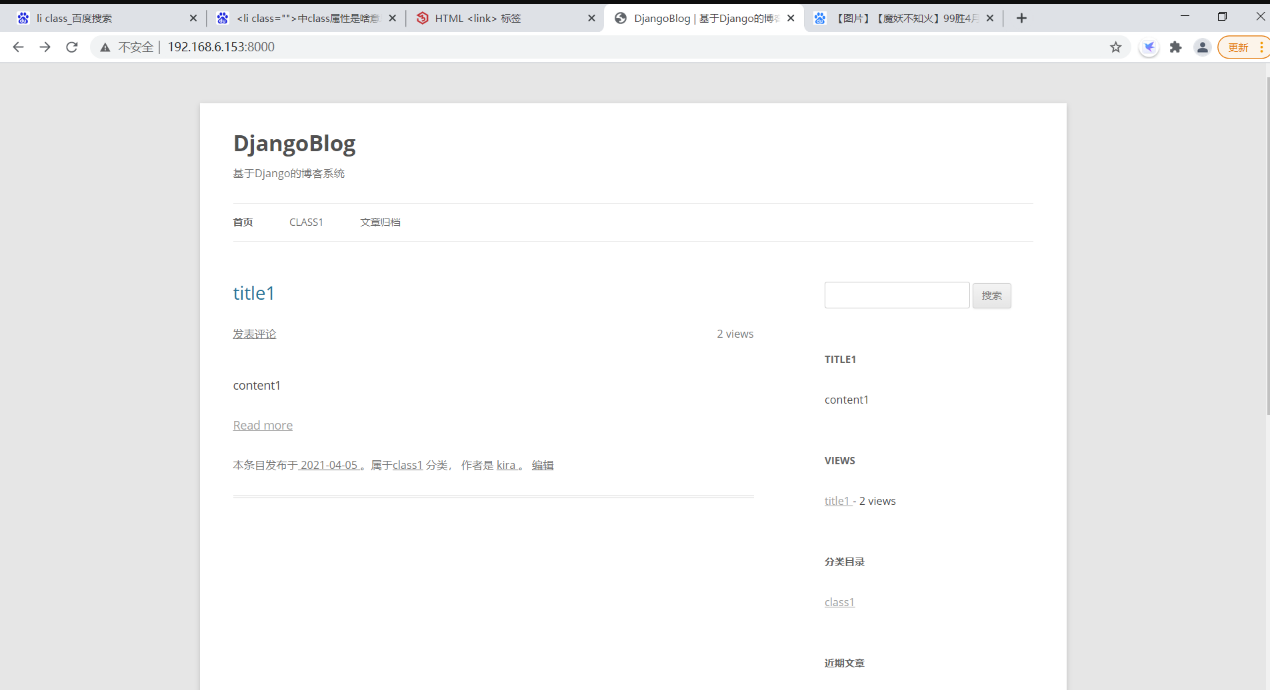 li class_百度搜索
<li class="">中class属性是啥意
HTML <link> 标签
DjangoBlog | 基于Django的博客
【图片】【魔妖不知火】99胜4月
不安全 | 192.168.6.153:8000
更新
DjangoBlog
基于Django的博客系统
首页 CLASS1 文章归档
title1
发表评论 2 views
content1
Read more
本条目发布于 2021-04-05 。属于class1 分类， 作者是 kira 。 编辑
搜索
TITLE1
content1
VIEWS
title1 - 2 views
分类目录
class1
近期文章